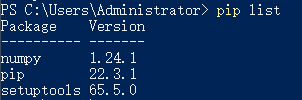 PS C:\Users\Administrator> pip list
Package    Version
---------- -------
numpy      1.24.1
pip        22.3.1
setuptools 65.5.0